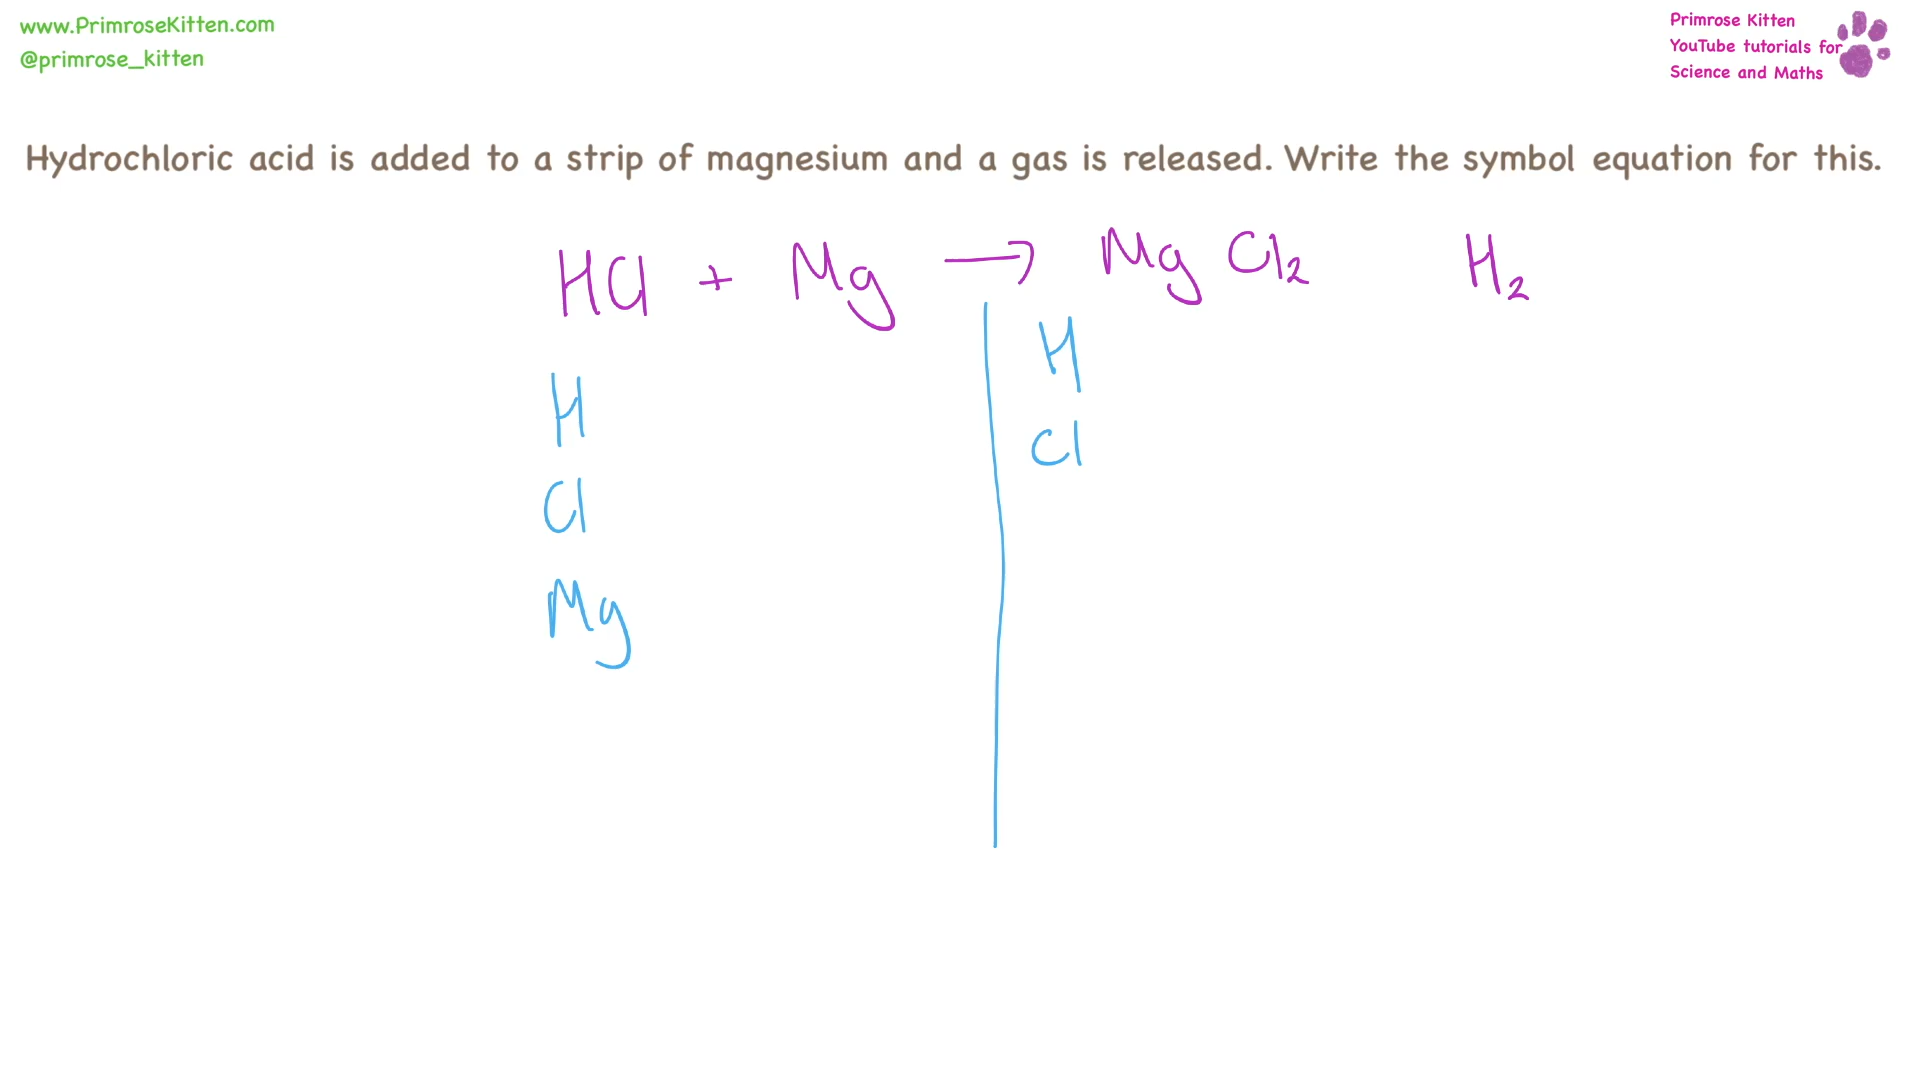 www.PrimroseKitten.com
@primrose_kitten
Primrose Kitten
YouTube tutorials for
Science and Maths
Hydrochloric acid is added to a strip of magnesium and a gas is released. Write the symbol equation for this.
HCl + Mg → MgCl₂ H₂
H
Cl
Mg
H
Cl